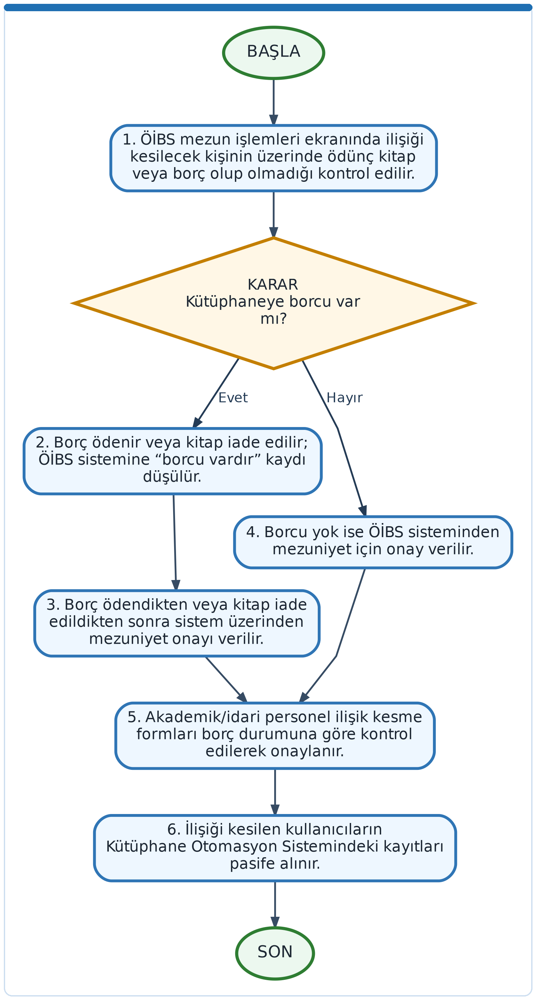 BAŞLA
1. ÖİBS mezun işlemleri ekranında ilişiği
kesilecek kişinin üzerinde ödünç kitap
veya borç olup olmadığı kontrol edilir.
KARAR
Kütüphaneye borcu var
mı?
Evet
Hayır
2. Borç ödenir veya kitap iade edilir;
ÖİBS sistemine “borcu vardır” kaydı
düşülür.
4. Borcu yok ise ÖİBS sisteminden
mezuniyet için onay verilir.
3. Borç ödendikten veya kitap iade
edildikten sonra sistem üzerinden
mezuniyet onayı verilir.
5. Akademik/idari personel ilişik kesme
formları borç durumuna göre kontrol
edilerek onaylanır.
6. İlişiği kesilen kullanıcıların
Kütüphane Otomasyon Sistemindeki kayıtları
pasife alınır.
SON